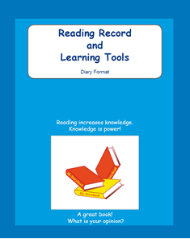 Reading Record
and
Learning Tools
Diary Format
Reading increases knowledge.
Knowledge is power!
A great book!
What is your opinion?